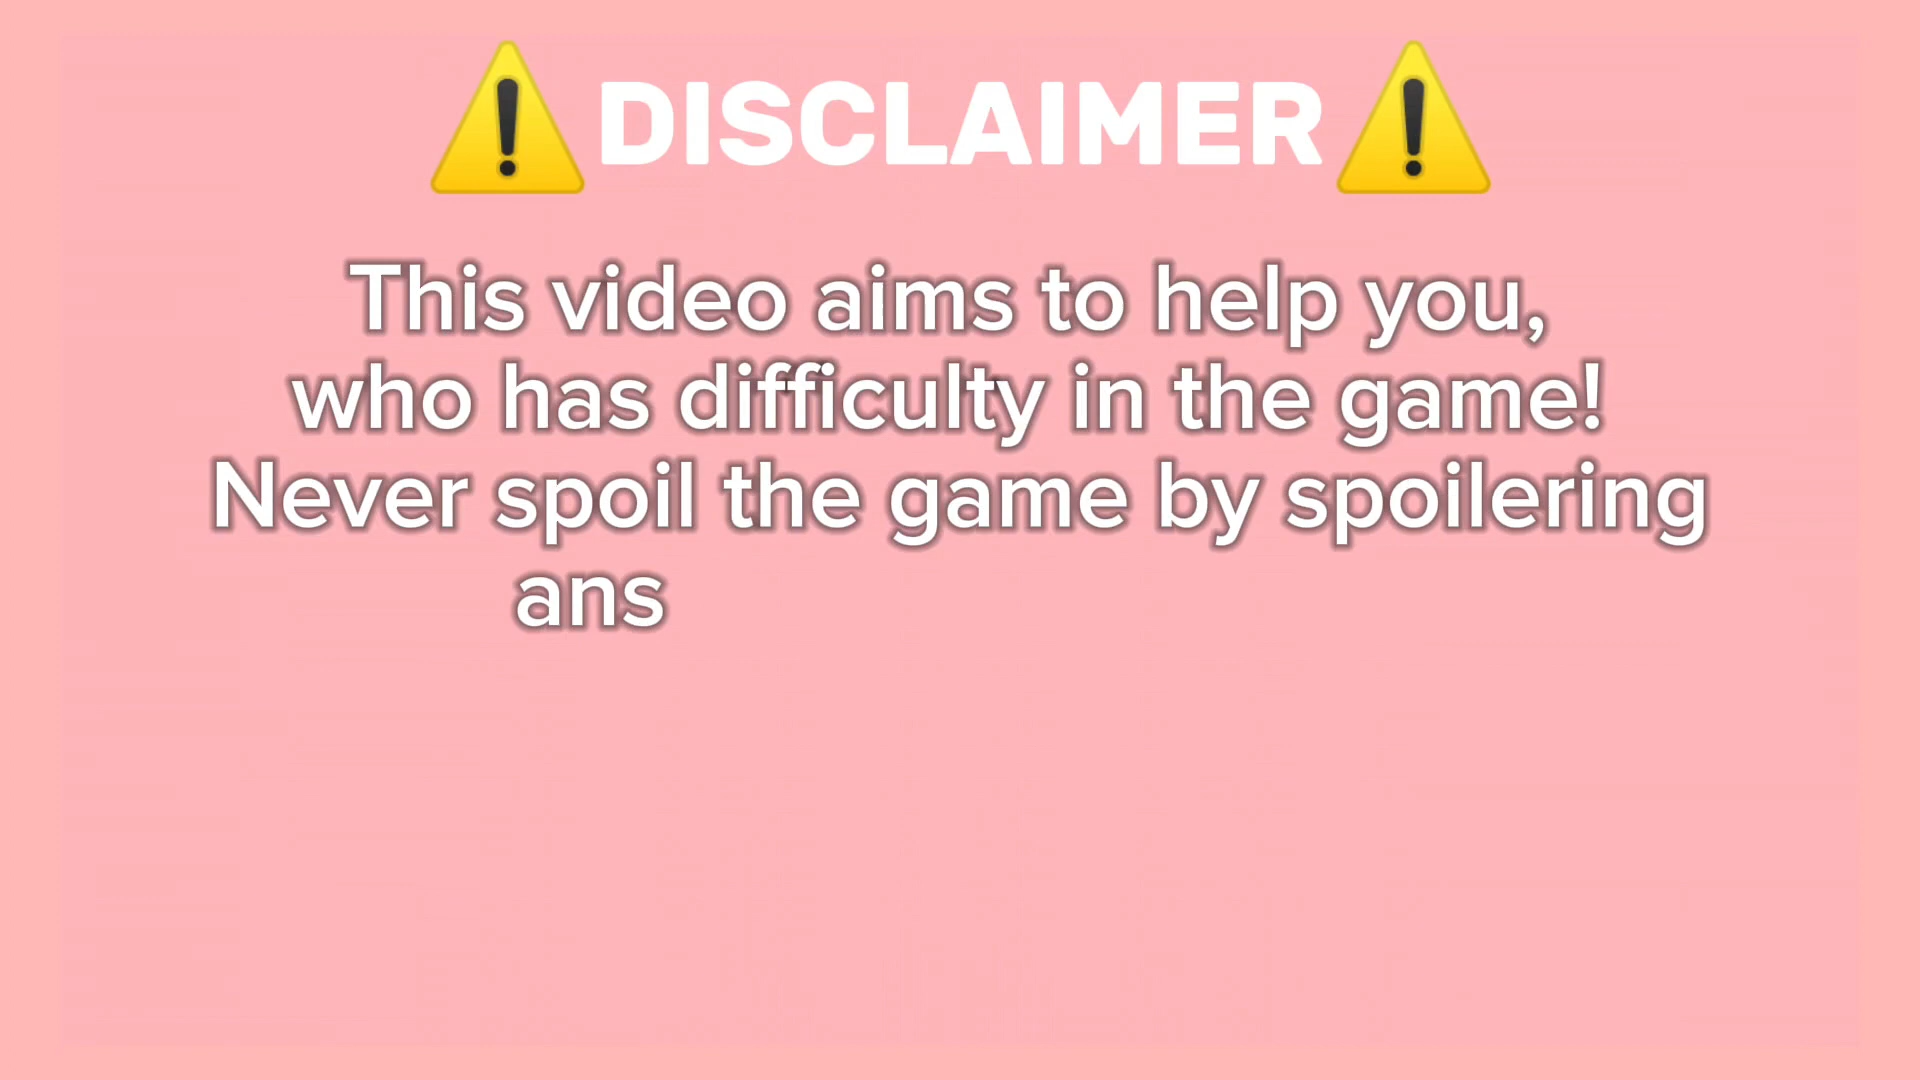 ⚠️DISCLAIMER⚠️
This video aims to help you,
who has difficulty in the game!
Never spoil the game by spoilering
ans